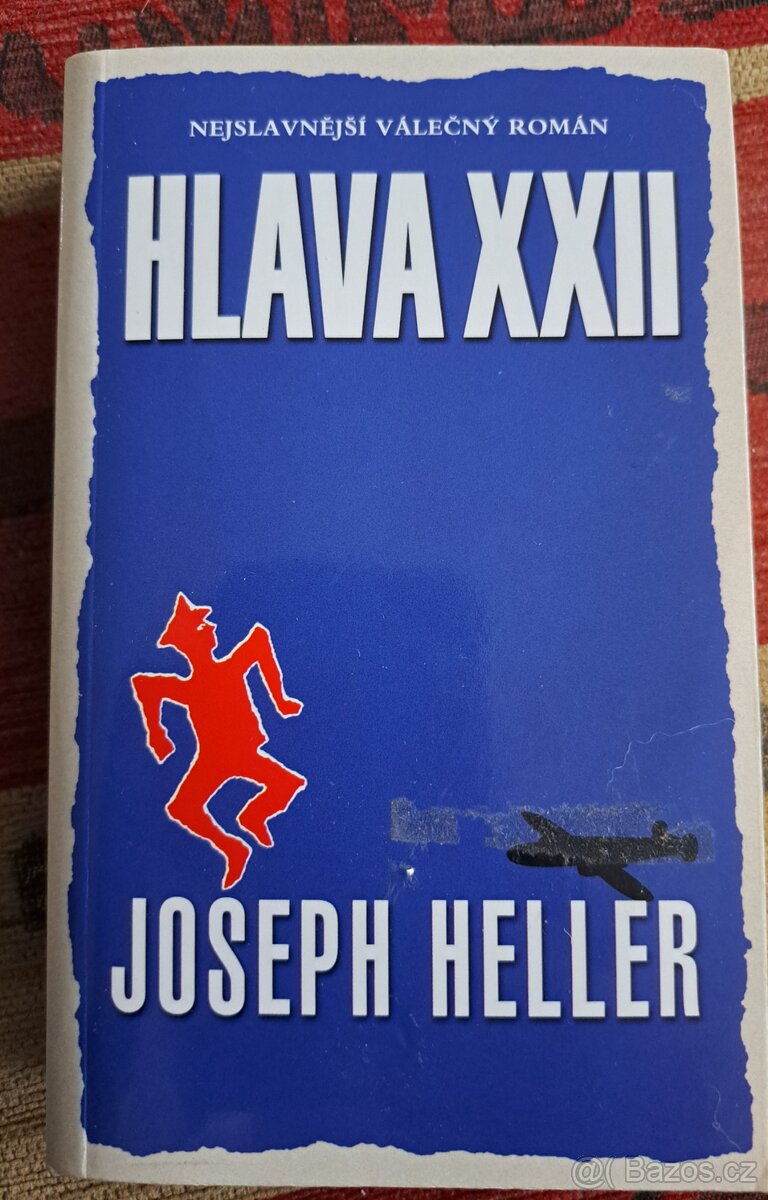 NEJSLAVNĚJŠÍ VÁLEČNÝ ROMÁN
HLAVA XXII
JOSEPH HELLER
@( Bazos.cz